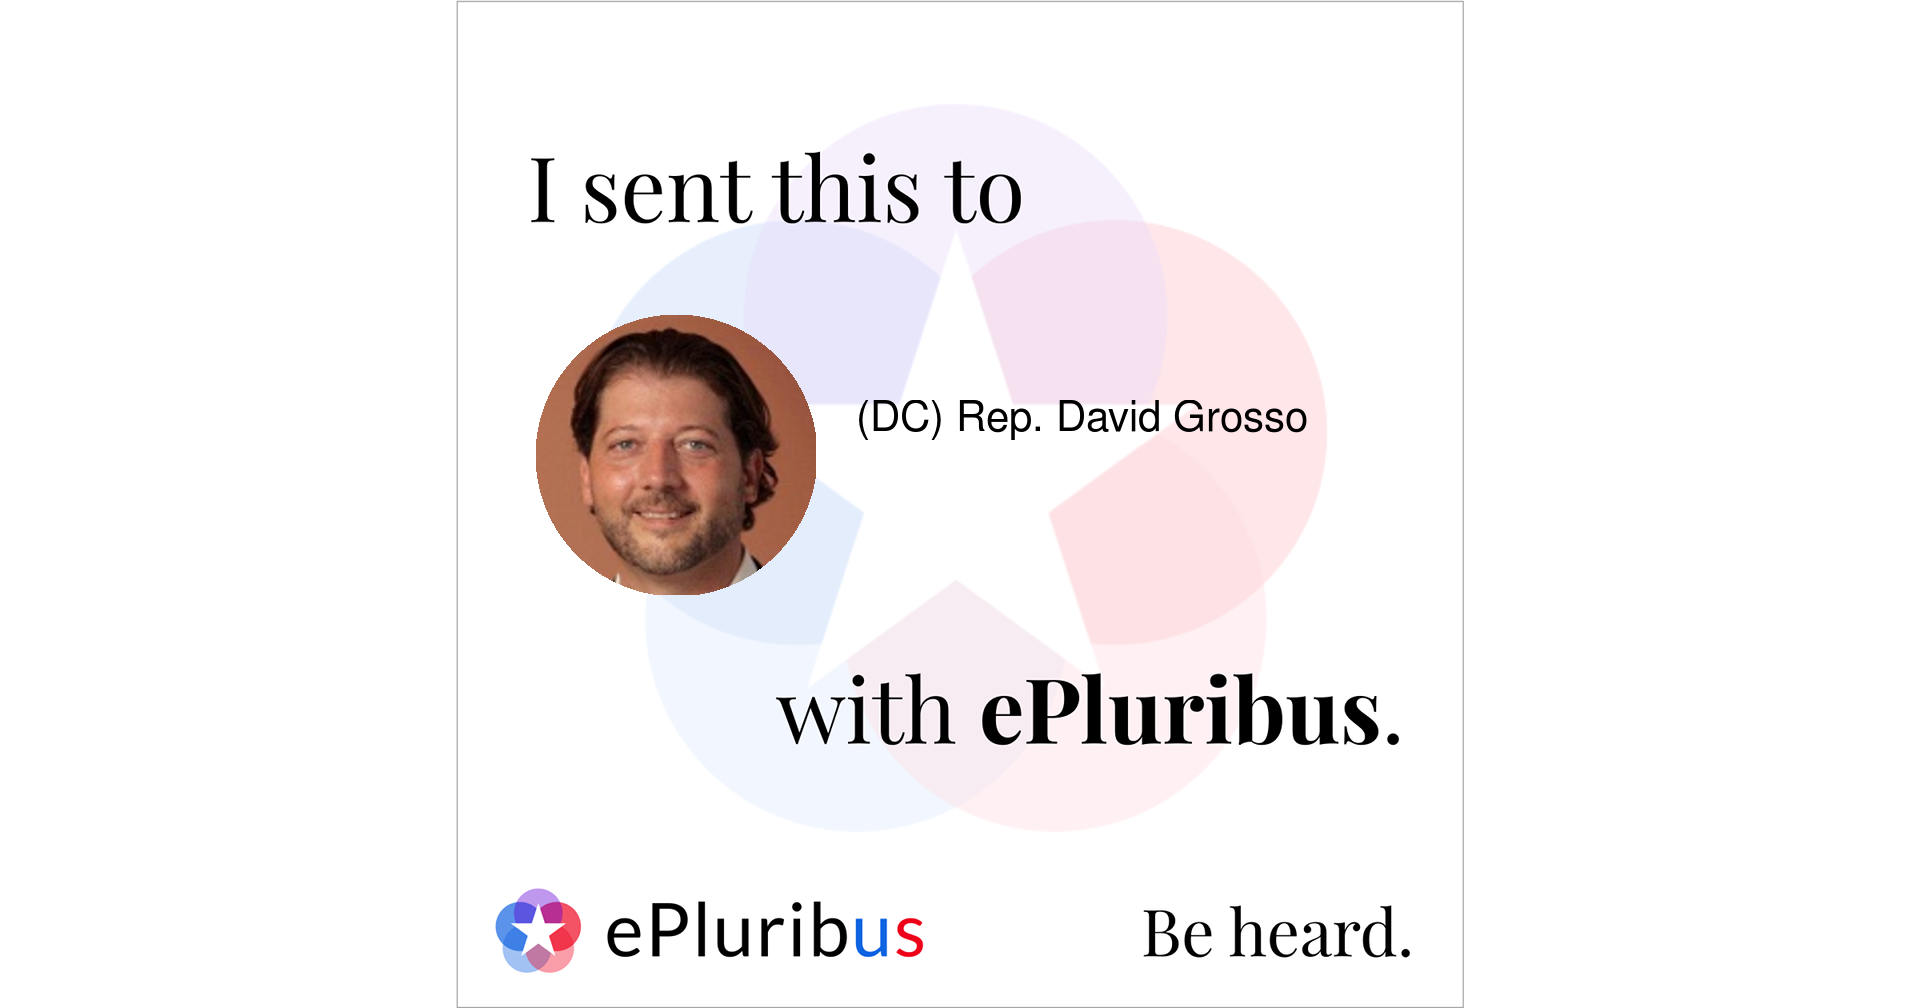 I sent this to
(DC) Rep. David Grosso
with ePluribus.
ePluribus
Be heard.